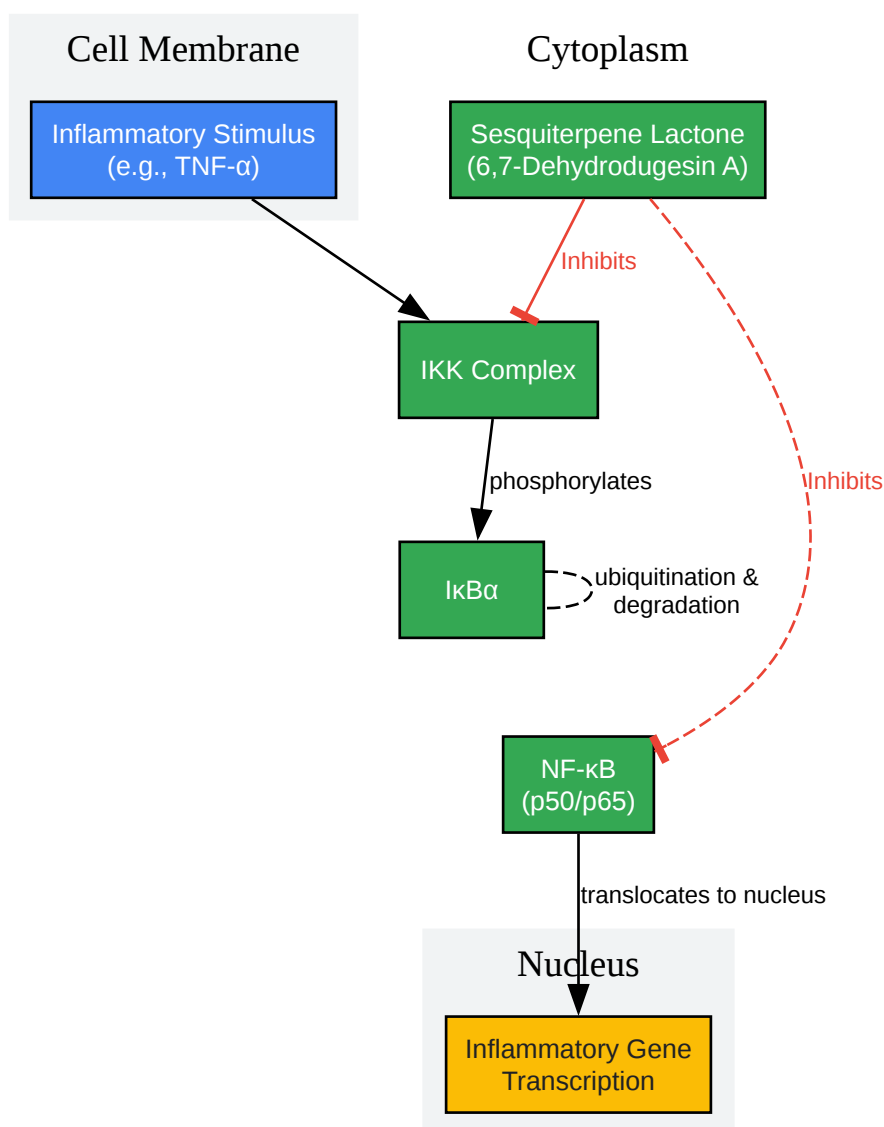 Cell Membrane
Cytoplasm
Inflammatory Stimulus
(e.g., TNF-α)
Sesquiterpene Lactone
(6,7-Dehydrodugesin A)
Inhibits
IKK Complex
phosphorylates
Inhibits
IκBα
ubiquitination &
degradation
NF-κB
(p50/p65)
translocates to nucleus
Nucleus
Inflammatory Gene
Transcription